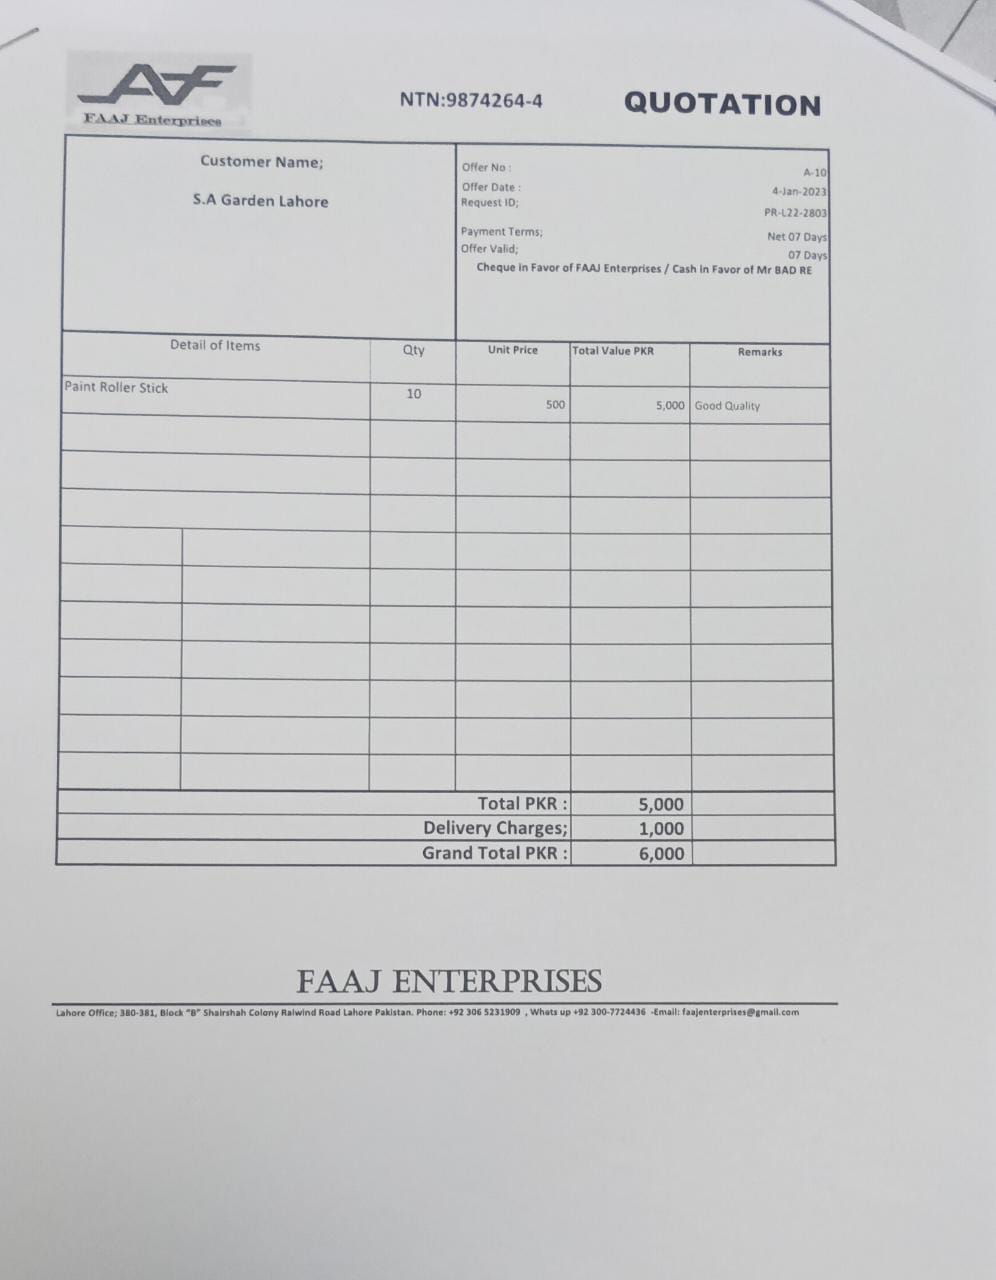 AF
FAAJ Enterprises
NTN:9874264-4
QUOTATION
Customer Name;
S.A Garden Lahore
Offer No : A-10
Offer Date : 4-Jan-2023
Request ID; PR-L22-2803
Payment Terms; Net 07 Days
Offer Valid; 07 Days
Cheque in Favor of FAAJ Enterprises / Cash in Favor of Mr BAD RE
Detail of Items Qty Unit Price Total Value PKR Remarks
Paint Roller Stick 10 500 5,000 Good Quality
Total PKR : 5,000
Delivery Charges; 1,000
Grand Total PKR : 6,000
FAAJ ENTERPRISES
Lahore Office; 380-381, Block "B" Shairshah Colony Raiwind Road Lahore Pakistan. Phone: +92 306 5231909 , Whats up +92 300-7724436 -Email: faajenterprises@gmail.com